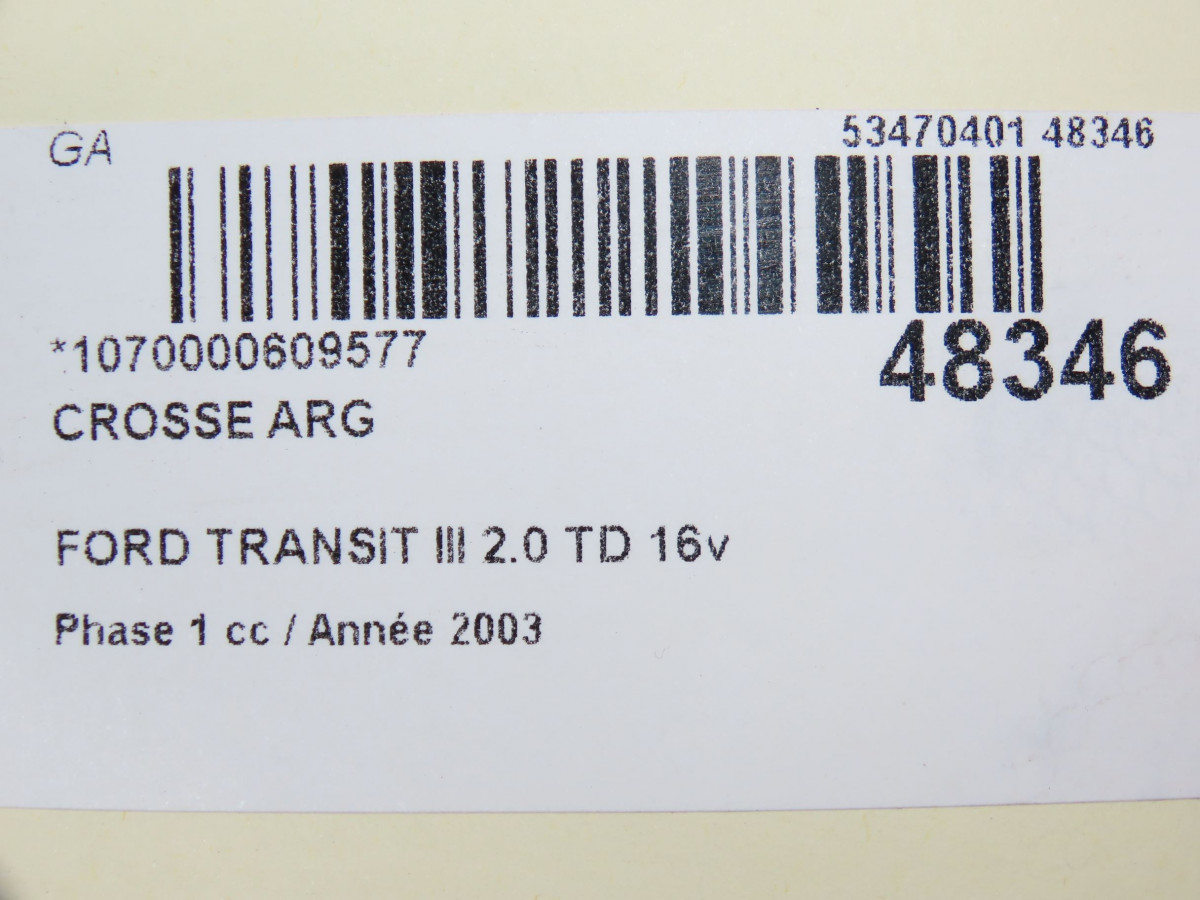 GA
53470401 48346
*1070000609577
48346
CROSSE ARG
FORD TRANSIT III 2.0 TD 16v
Phase 1 cc / Année 2003